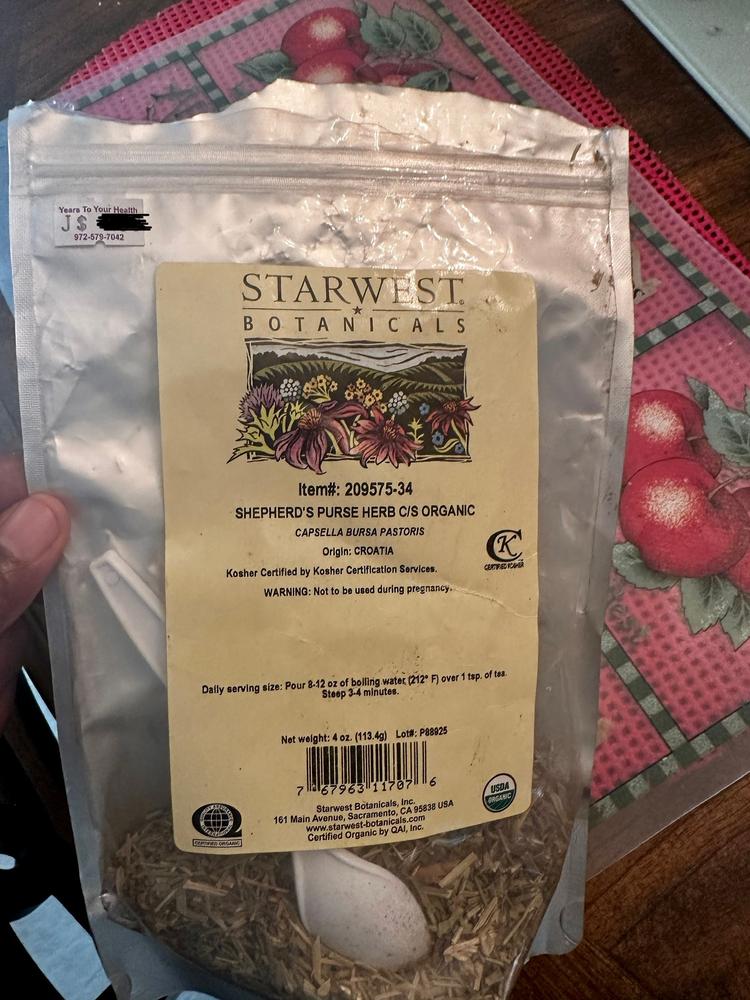 Years To Your Health
J $
972-579-7042
STARWEST®
BOTANICALS
Item#: 209575-34
SHEPHERD'S PURSE HERB C/S ORGANIC
CAPSELLA BURSA PASTORIS
Origin: CROATIA
CK
CERTIFIED KOSHER
Kosher Certified by Kosher Certification Services.
WARNING: Not to be used during pregnancy.
Daily serving size: Pour 8-12 oz of boiling water (212° F) over 1 tsp. of tea.
Steep 3-4 minutes.
Net weight: 4 oz. (113.4g) Lot#: P88925
7 67963 11707 6
USDA
ORGANIC
Starwest Botanicals, Inc.
161 Main Avenue, Sacramento, CA 95838 USA
www.starwest-botanicals.com
Certified Organic by QAI, Inc.
CERTIFIED ORGANIC